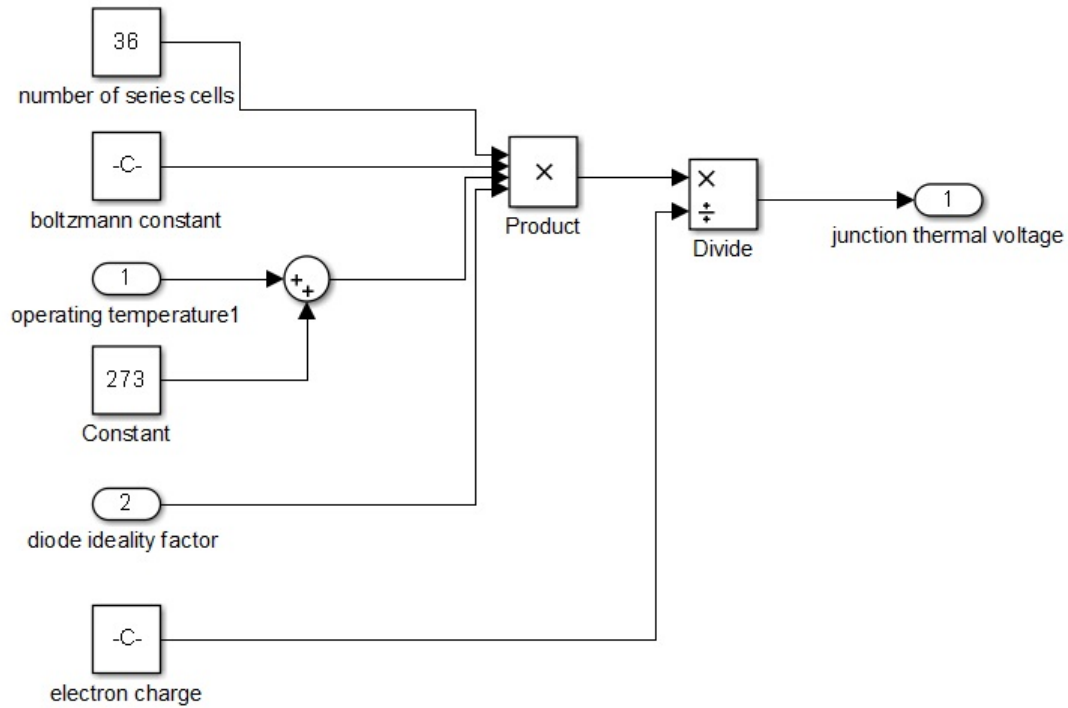 36
number of series cells
-C-
boltzmann constant
1
operating temperature1
273
Constant
2
diode ideality factor
-C-
electron charge
+
+
×
Product
×
÷
Divide
1
junction thermal voltage